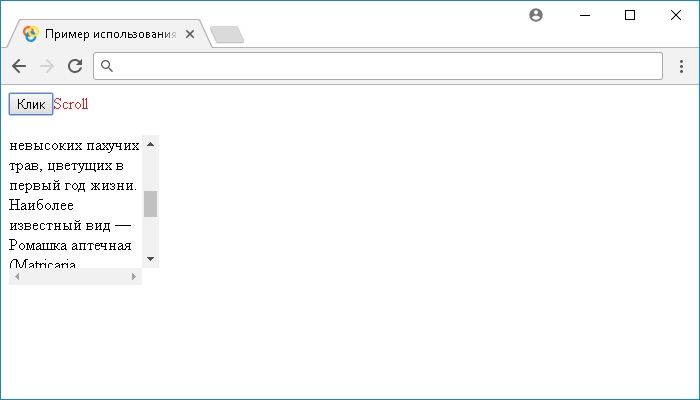 Пример использования
Клик Scroll
невысоких пахучих
трав, цветущих в
первый год жизни.
Наиболее
известный вид —
Ромашка аптечная
(Matricaria